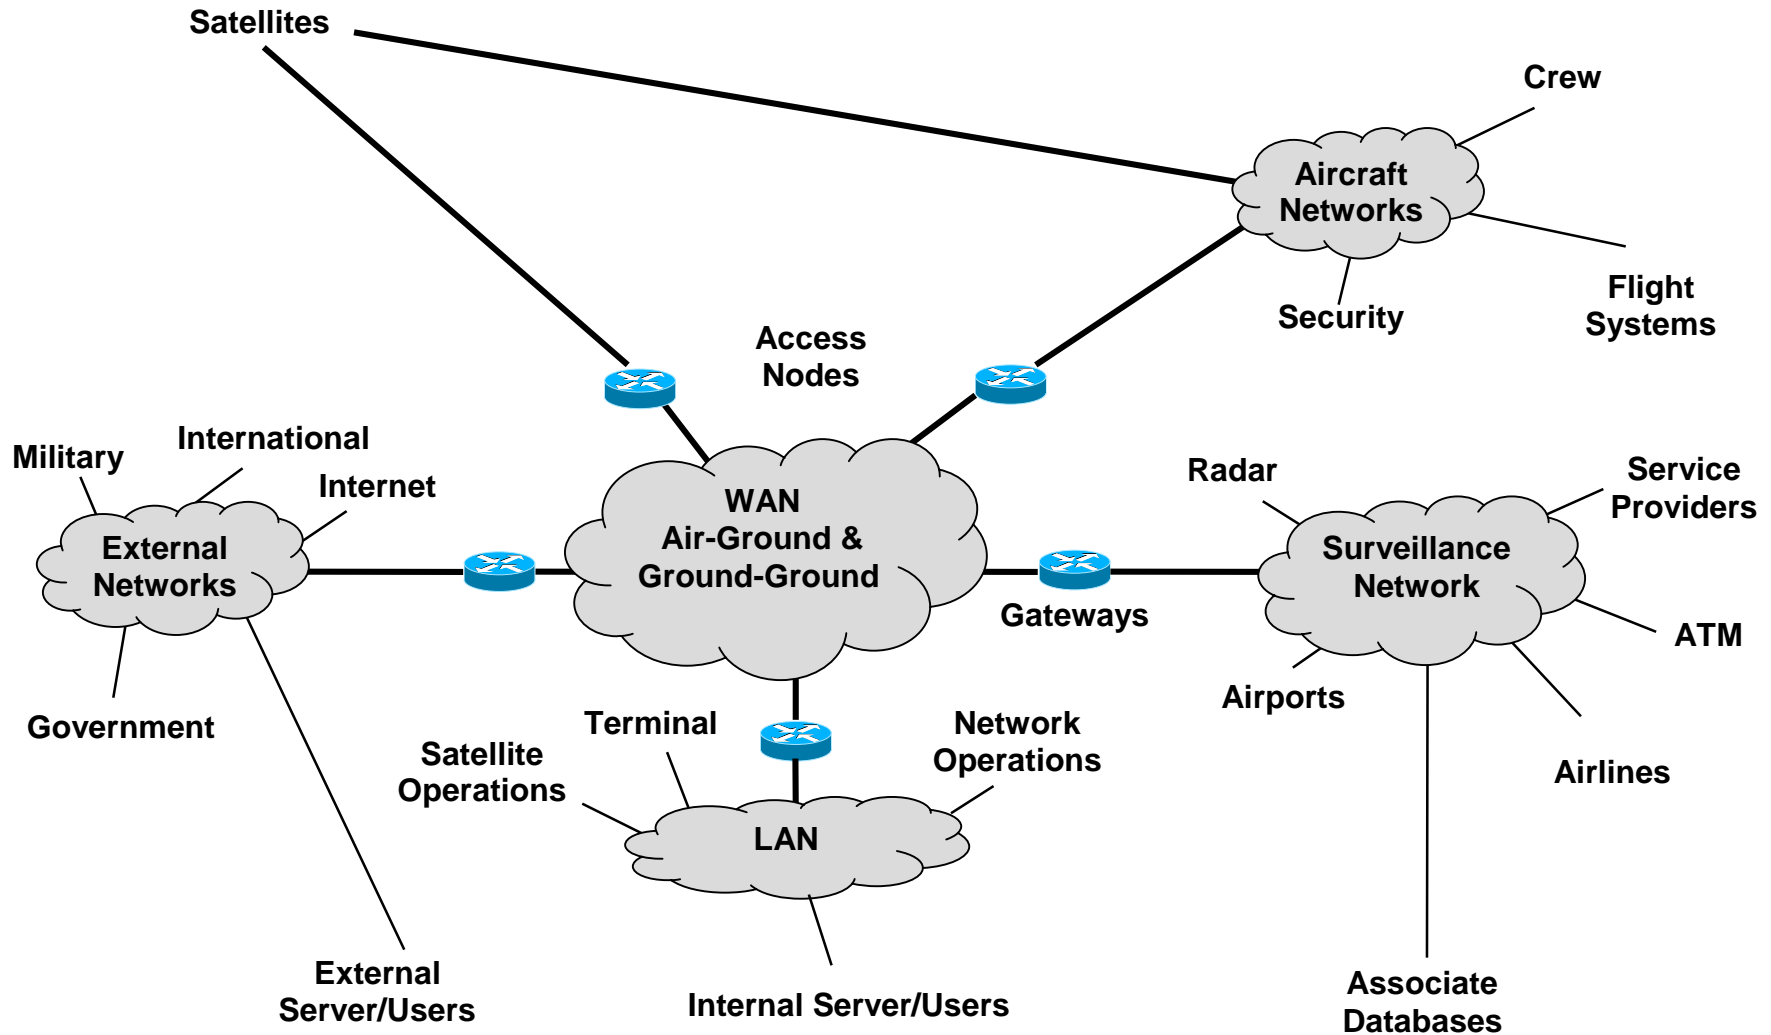 Satellites
Crew
Aircraft
Networks
Flight
Systems
Security
Access
Nodes
Military
International
Internet
External
Networks
Government
External
Server/Users
WAN
Air-Ground &
Ground-Ground
Gateways
Radar
Service
Providers
Surveillance
Network
ATM
Airports
Airlines
Associate
Databases
Terminal
Network
Operations
Satellite
Operations
LAN
Internal Server/Users